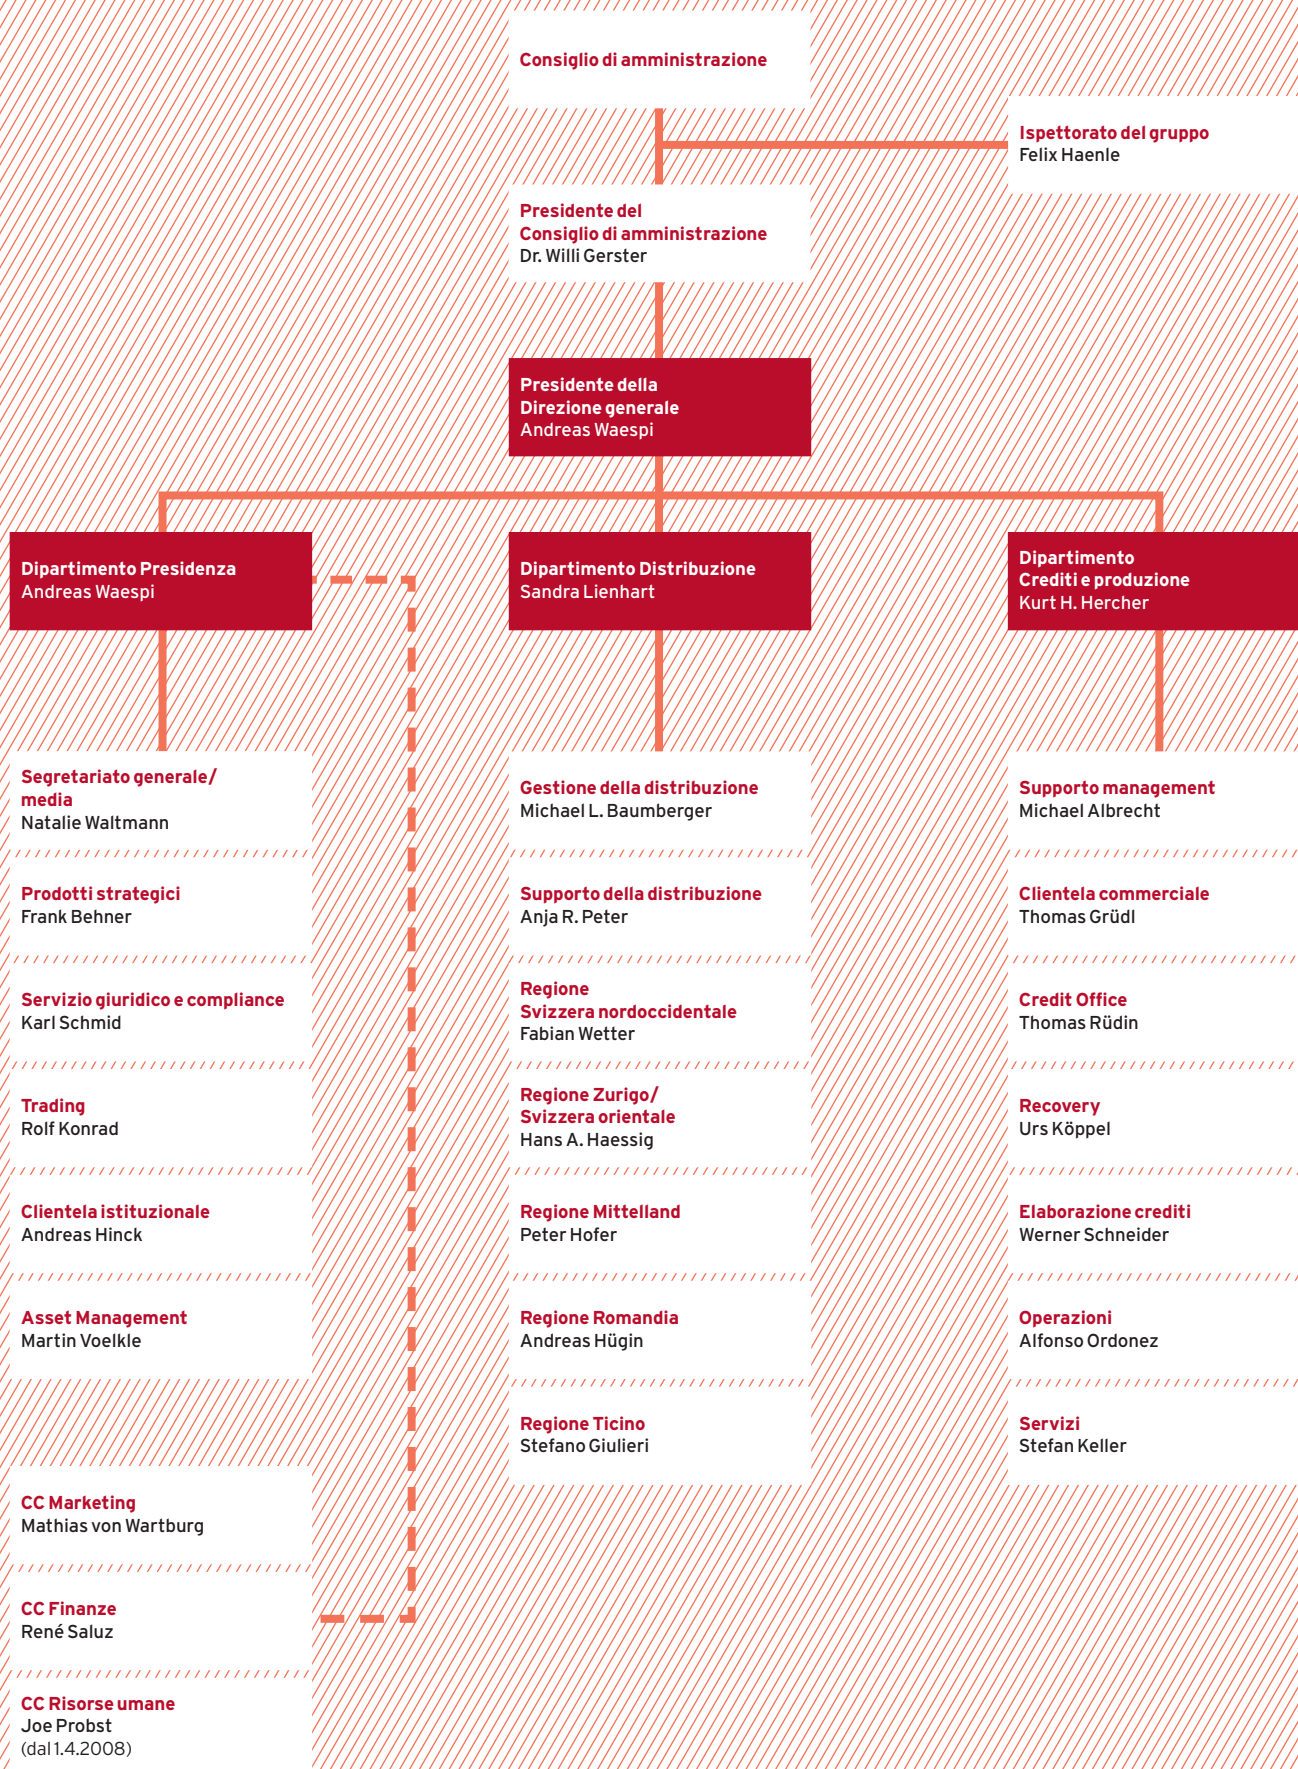 Consiglio di amministrazione
Ispettorato del gruppo
Felix Haenle
Presidente del
Consiglio di amministrazione
Dr. Willi Gerster
Presidente della
Direzione generale
Andreas Waespi
Dipartimento Presidenza
Andreas Waespi
Dipartimento Distribuzione
Sandra Lienhart
Dipartimento
Crediti e produzione
Kurt H. Hercher
Segretariato generale/
media
Natalie Waltmann
Prodotti strategici
Frank Behner
Servizio giuridico e compliance
Karl Schmid
Trading
Rolf Konrad
Clientela istituzionale
Andreas Hinck
Asset Management
Martin Voelkle
CC Marketing
Mathias von Wartburg
CC Finanze
René Saluz
CC Risorse umane
Joe Probst
(dal 1.4.2008)
Gestione della distribuzione
Michael L. Baumberger
Supporto della distribuzione
Anja R. Peter
Regione
Svizzera nordoccidentale
Fabian Wetter
Regione Zurigo/
Svizzera orientale
Hans A. Haessig
Regione Mittelland
Peter Hofer
Regione Romandia
Andreas Hügin
Regione Ticino
Stefano Giulieri
Supporto management
Michael Albrecht
Clientela commerciale
Thomas Grüdl
Credit Office
Thomas Rüdin
Recovery
Urs Köppel
Elaborazione crediti
Werner Schneider
Operazioni
Alfonso Ordonez
Servizi
Stefan Keller